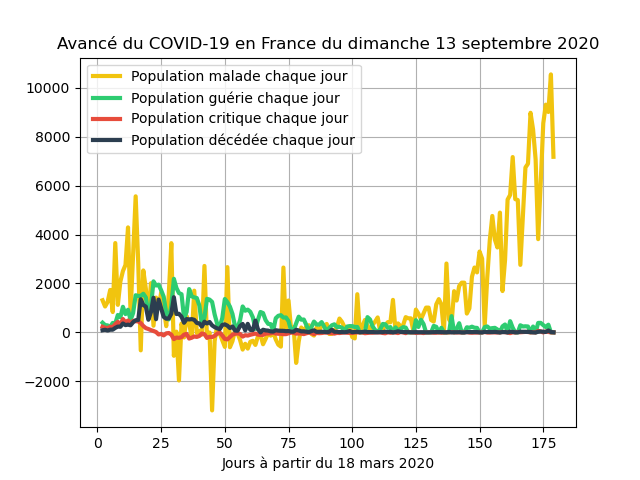 Avancé du COVID-19 en France du dimanche 13 septembre 2020
Population malade chaque jour
Population guérie chaque jour
Population critique chaque jour
Population décédée chaque jour
10000
8000
6000
4000
2000
0
−2000
0 25 50 75 100 125 150 175
Jours à partir du 18 mars 2020